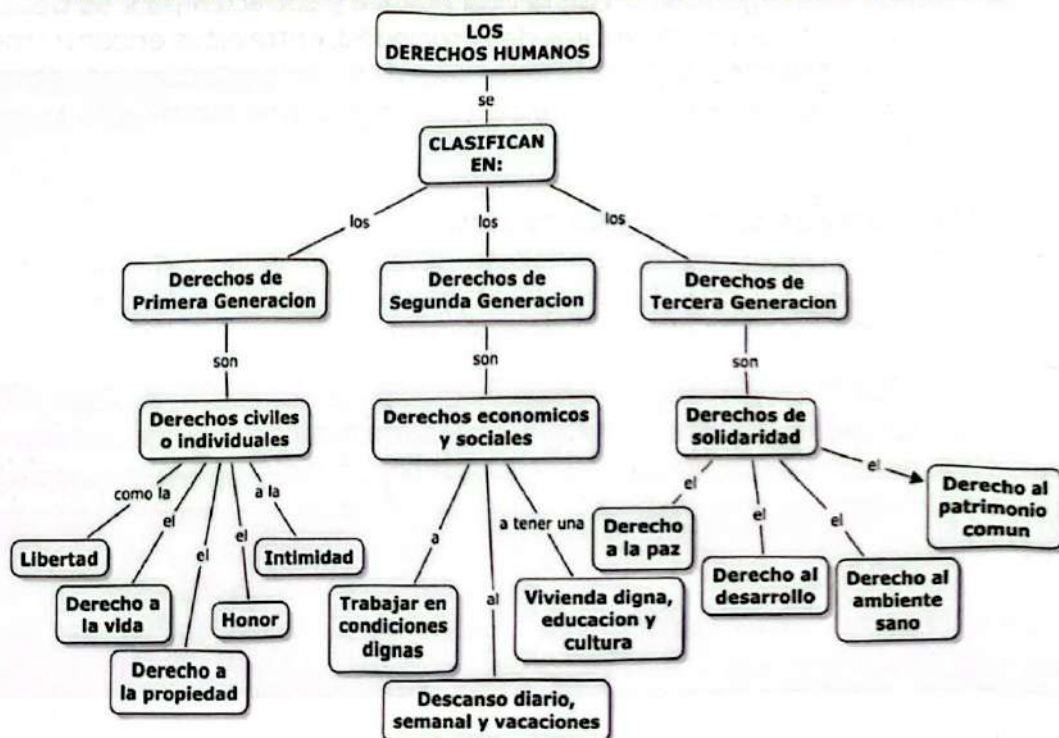 LOS
DERECHOS HUMANOS
se
CLASIFICAN
EN:
los
los
los
Derechos de
Primera Generacion
Derechos de
Segunda Generacion
Derechos de
Tercera Generacion
son
son
son
Derechos civiles
o individuales
Derechos economicos
y sociales
Derechos de
solidaridad
como la
el
el
el
a la
Libertad
Derecho a
la vida
Derecho a
la propiedad
Honor
Intimidad
a
al
a tener una
Trabajar en
condiciones
dignas
Descanso diario,
semanal y vacaciones
Vivienda digna,
educacion y
cultura
el
el
el
el
Derecho
a la paz
Derecho al
desarrollo
Derecho al
ambiente
sano
Derecho al
patrimonio
comun